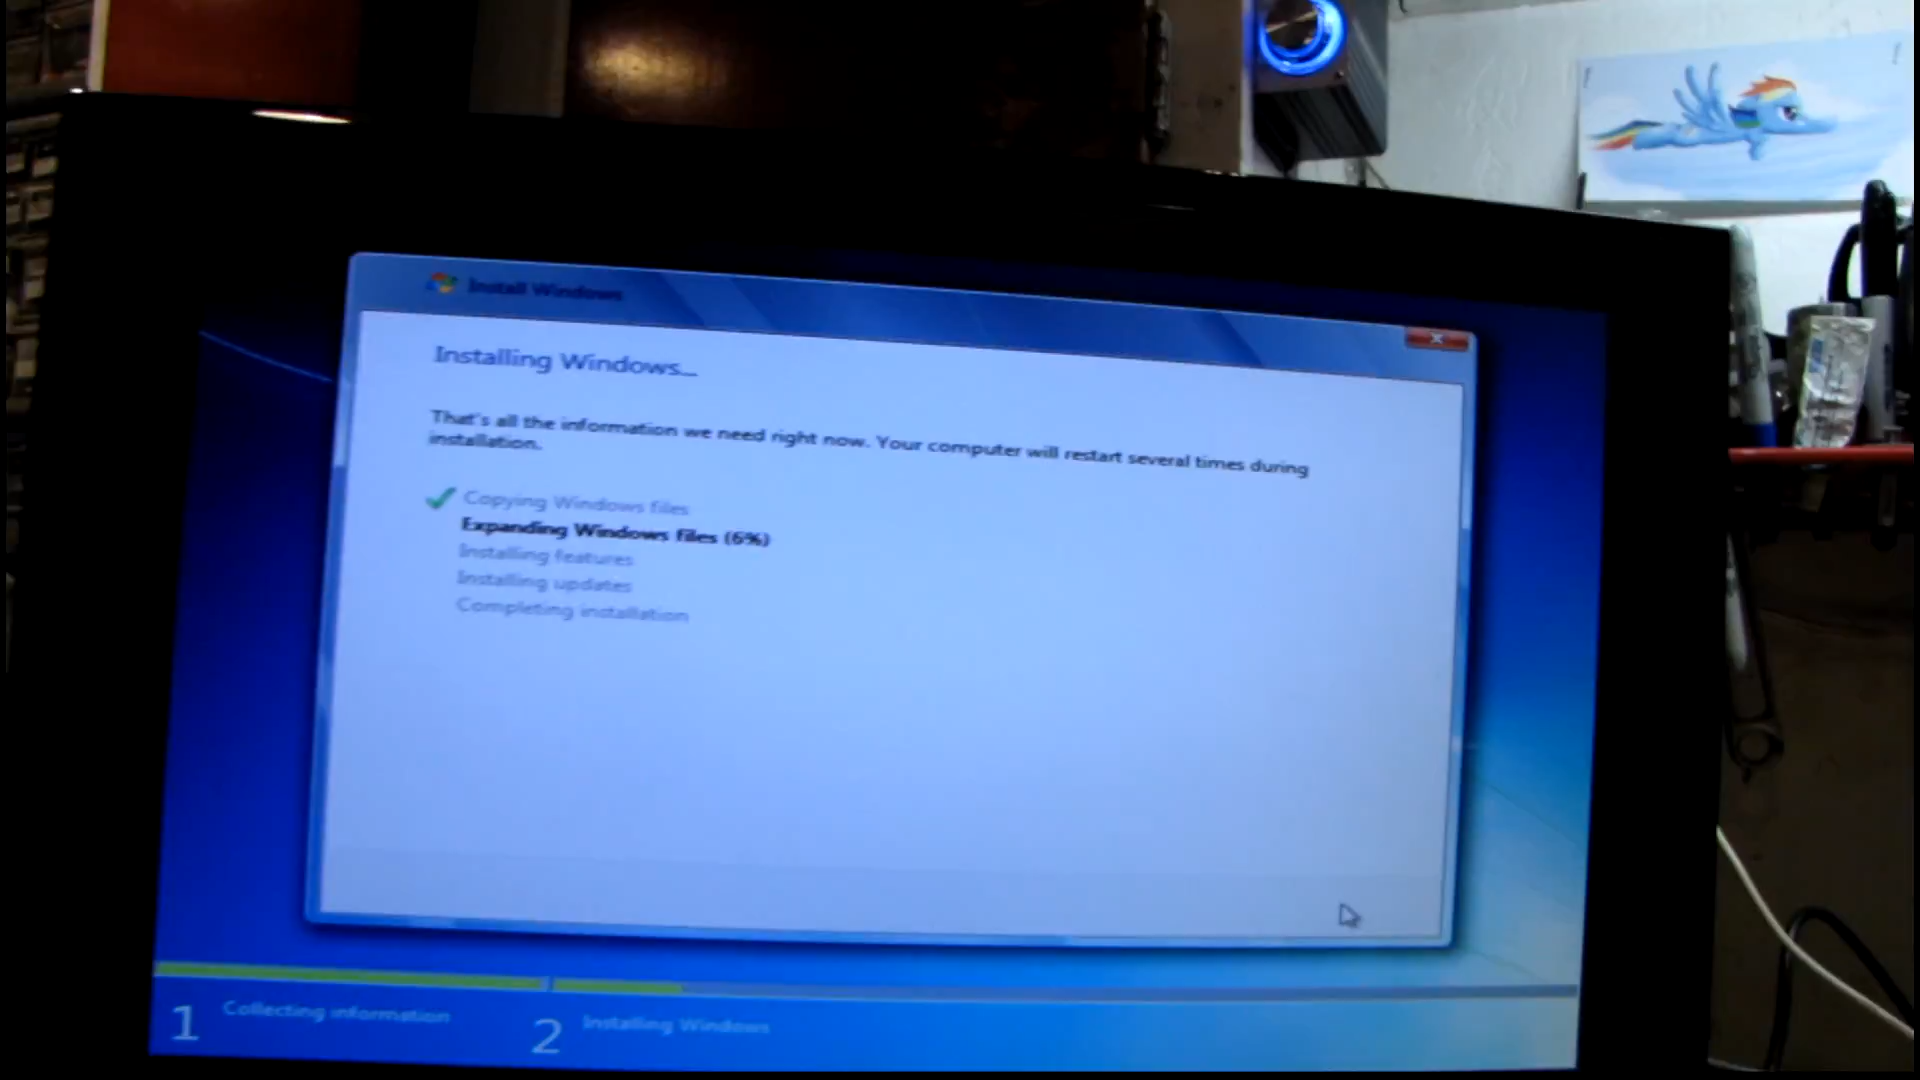 Install Windows
Installing Windows...
That's all the information we need right now. Your computer will restart several times during
installation.
Copying Windows files
Expanding Windows files (6%)
Installing features
Installing updates
Completing installation
1 Collecting information
2 Installing Windows